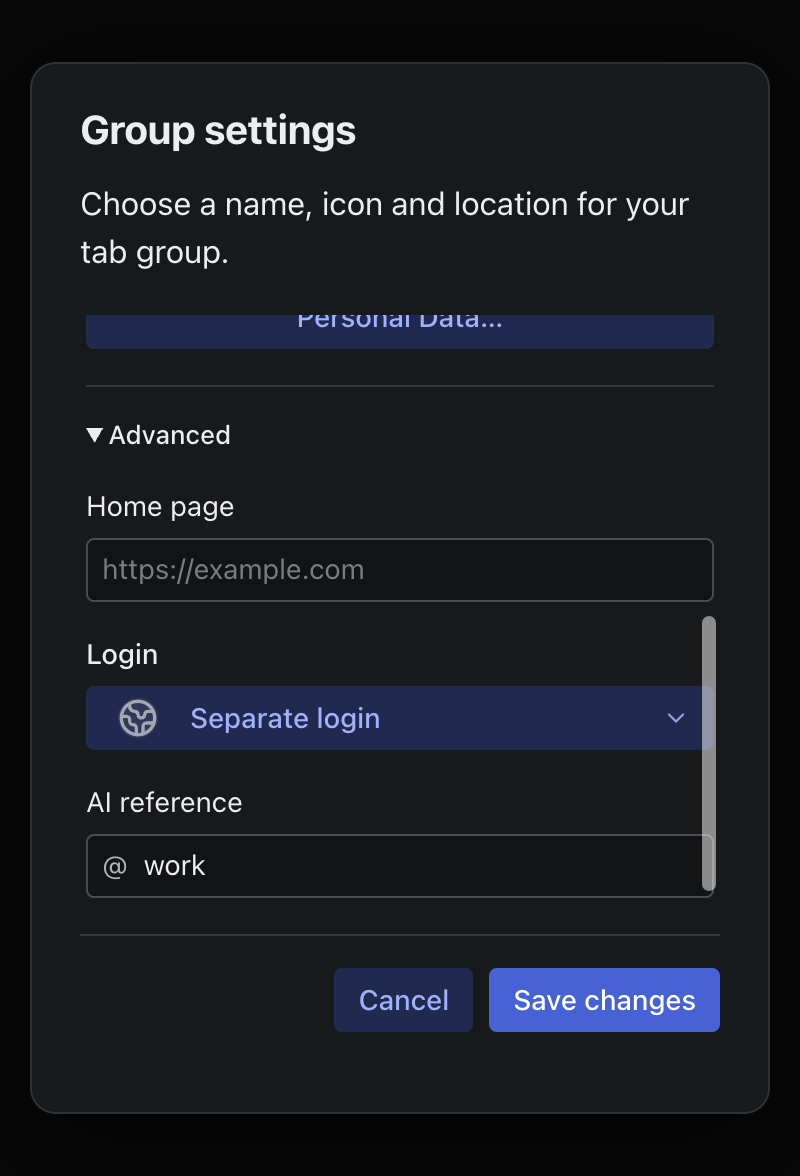 Group settings
Choose a name, icon and location for your
tab group.
Personal Data...
Advanced
Home page
https://example.com
Login
Separate login
AI reference
@ work
Cancel
Save changes